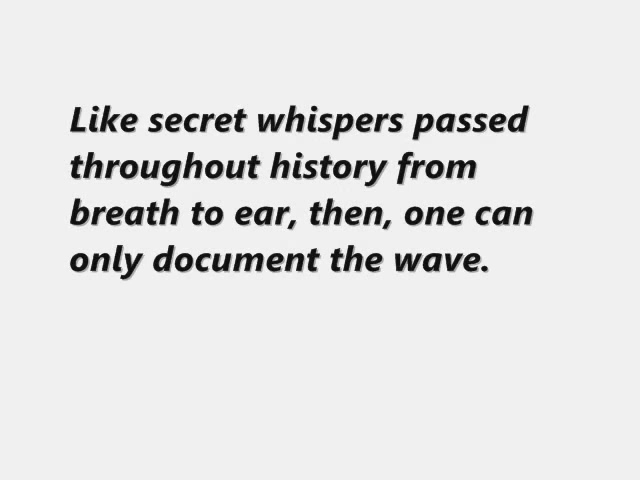 Like secret whispers passed
throughout history from
breath to ear, then, one can
only document the wave.